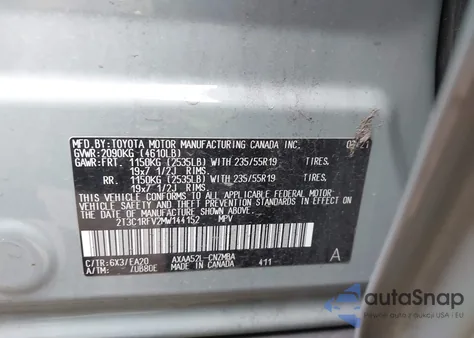 MFD.BY:TOYOTA MOTOR MANUFACTURING CANADA INC.
GVWR:2090KG (4610LB)
GAWR:FRT. 1150KG (2535LB) WITH 235/55R19 TIRES,
19x7 1/2J RIMS,
RR. 1150KG (2535LB) WITH 235/55R19 TIRES,
19x7 1/2J RIMS,
THIS VEHICLE CONFORMS TO ALL APPLICABLE FEDERAL MOTOR
VEHICLE SAFETY AND THEFT PREVENTION STANDARDS IN
EFFECT ON THE DATE OF MANUFACTURE SHOWN ABOVE.
2T3C1RFV2MW144152 MPV
C/TR:6X3/EA20 AXAA52L-CNZMBA
A/TM: /UB80E MADE IN CANADA 411
A
autoSnap